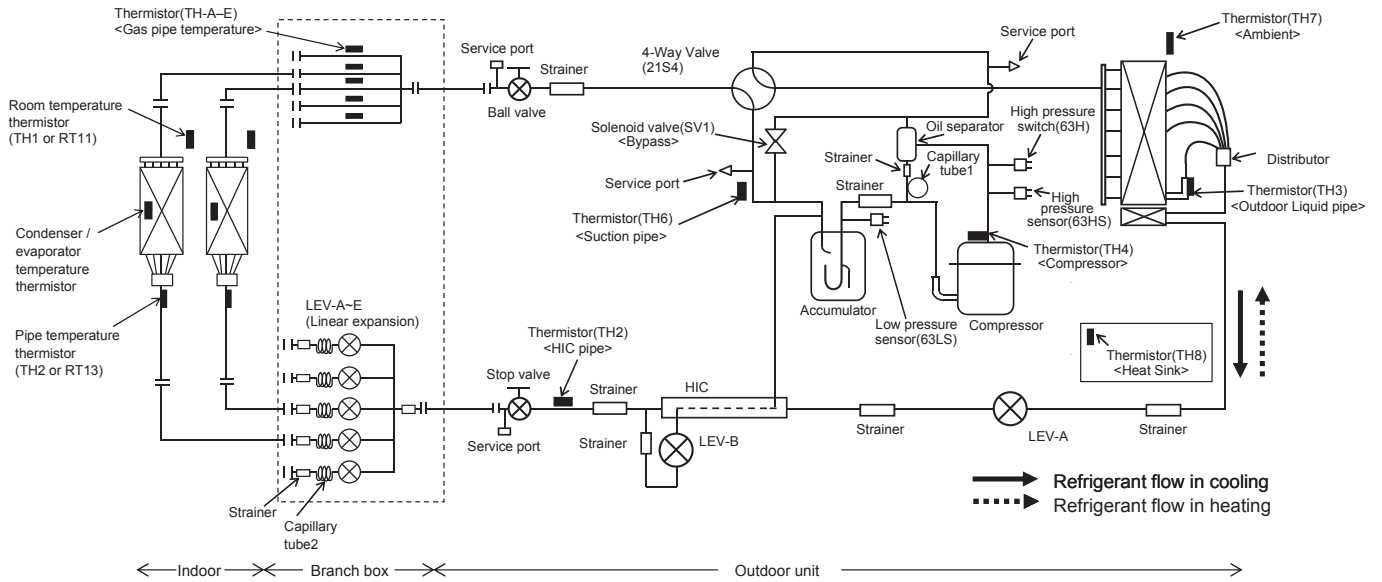 Thermistor(TH-A–E)
<Gas pipe temperature>
Service port
Strainer
Ball valve
4-Way Valve
(21S4)
Service port
Thermistor(TH7)
<Ambient>
Room temperature
thermistor
(TH1 or RT11)
Solenoid valve(SV1)
<Bypass>
Oil separator
High pressure
switch(63H)
Strainer
Capillary
tube1
Distributor
Service port
Strainer
High
pressure
sensor(63HS)
Thermistor(TH3)
<Outdoor Liquid pipe>
Thermistor(TH6)
<Suction pipe>
Condenser /
evaporator
temperature
thermistor
Thermistor(TH4)
<Compressor>
Accumulator
Compressor
Low pressure
sensor(63LS)
LEV-A~E
(Linear expansion)
Pipe temperature
thermistor
(TH2 or RT13)
Thermistor(TH2)
<HIC pipe>
Thermistor(TH8)
<Heat Sink>
Stop valve
Strainer
HIC
Service port
Strainer
LEV-B
Strainer
LEV-A
Strainer
Refrigerant flow in cooling
Refrigerant flow in heating
Strainer
Capillary
tube2
Indoor
Branch box
Outdoor unit